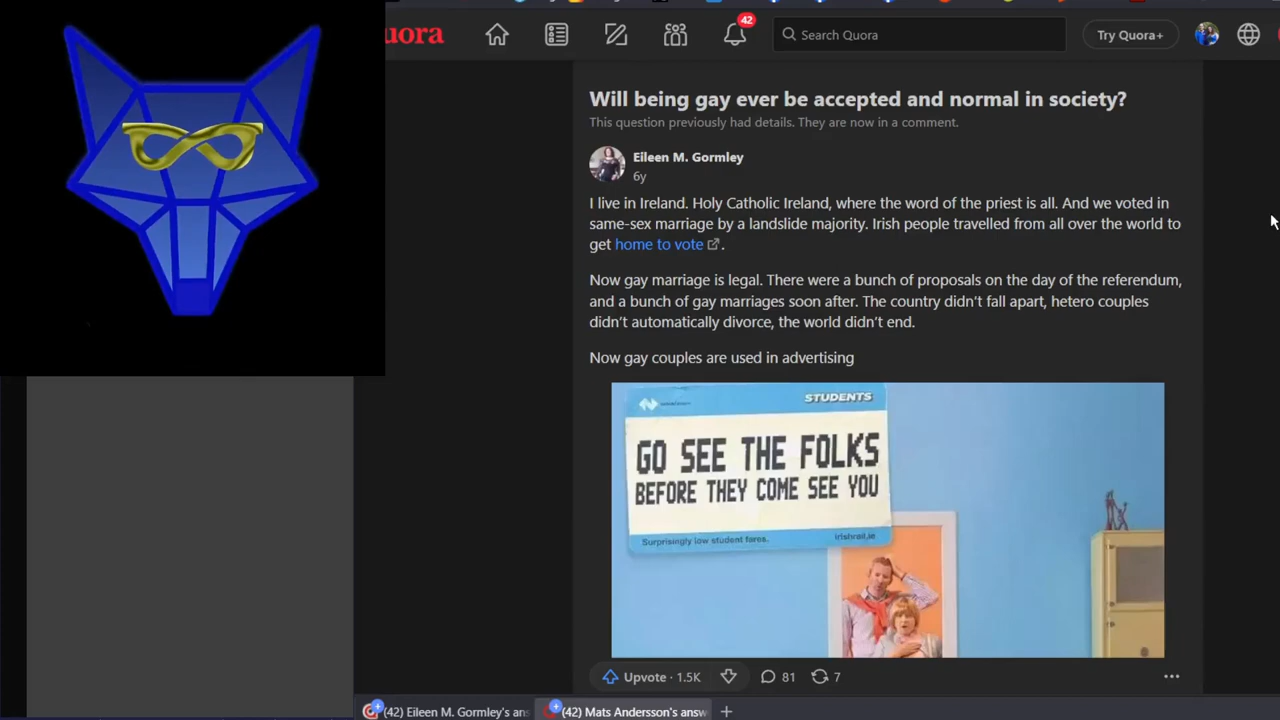 uora
42
Search Quora
Try Quora+
Will being gay ever be accepted and normal in society?
This question previously had details. They are now in a comment.
Eileen M. Gormley
6y
I live in Ireland. Holy Catholic Ireland, where the word of the priest is all. And we voted in
same-sex marriage by a landslide majority. Irish people travelled from all over the world to
get home to vote.
Now gay marriage is legal. There were a bunch of proposals on the day of the referendum,
and a bunch of gay marriages soon after. The country didn't fall apart, hetero couples
didn't automatically divorce, the world didn't end.
Now gay couples are used in advertising
STUDENTS
GO SEE THE FOLKS
BEFORE THEY COME SEE YOU
Surprisingly low student fares.
irishrail.ie
Upvote · 1.5K
81
7
(42) Eileen M. Gormley's ans
(42) Mats Andersson's answ